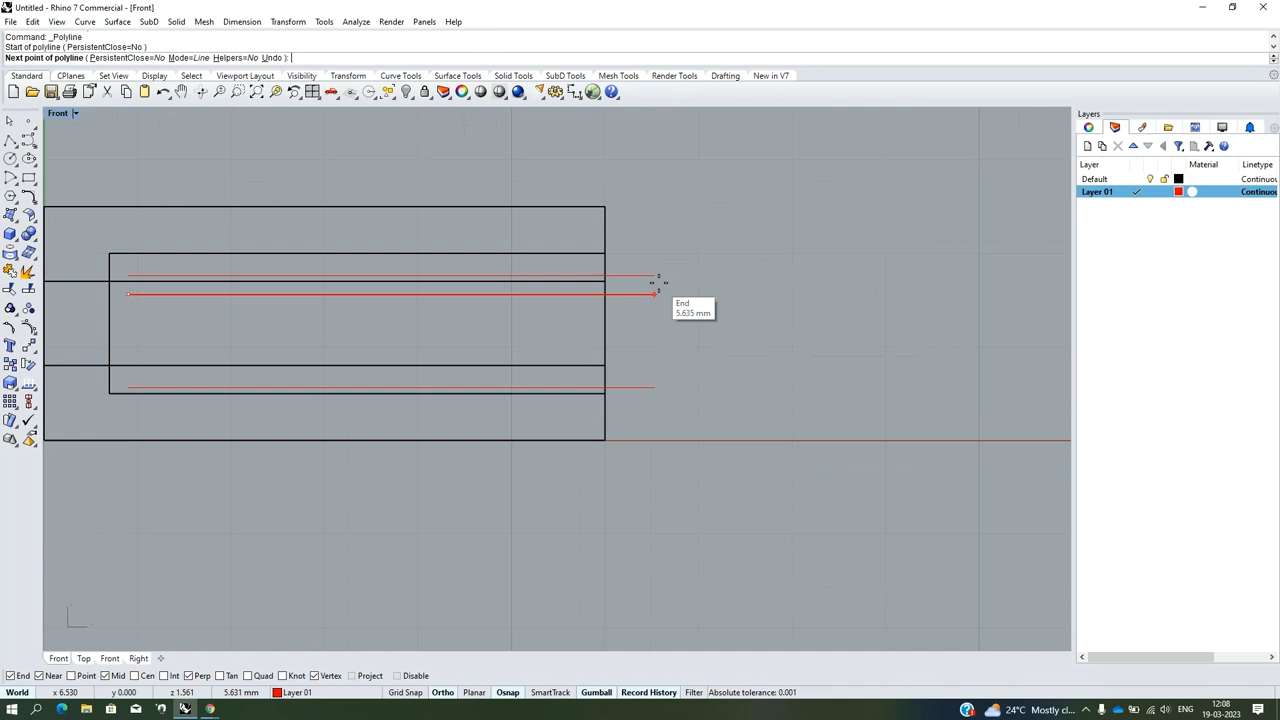 Untitled - Rhino 7 Commercial - [Front]
File Edit View Curve Surface SubD Solid Mesh Dimension Transform Tools Analyze Render Panels Help
Command: _Polyline
Start of polyline ( PersistentClose=No )
Next point of polyline ( PersistentClose=No Mode=Line Helpers=No Undo ):
Standard CPlanes Set View Display Select Viewport Layout Visibility Transform Curve Tools Surface Tools Solid Tools SubD Tools Mesh Tools Render Tools Drafting New in V7
Front
Layers
Layer Material Linetype
Default Continuou
Layer 01 Continuou
End
5.635 mm
Front Top Front Right
End Near Point Mid Cen Int Perp Tan Quad Knot Vertex Project Disable
World x 6.530 y 0.000 z 1.561 5.631 mm Layer 01 Grid Snap Ortho Planar Osnap SmartTrack Gumball Record History Filter Absolute tolerance: 0.001
24°C Mostly cl... ENG 12:08
19-03-2023